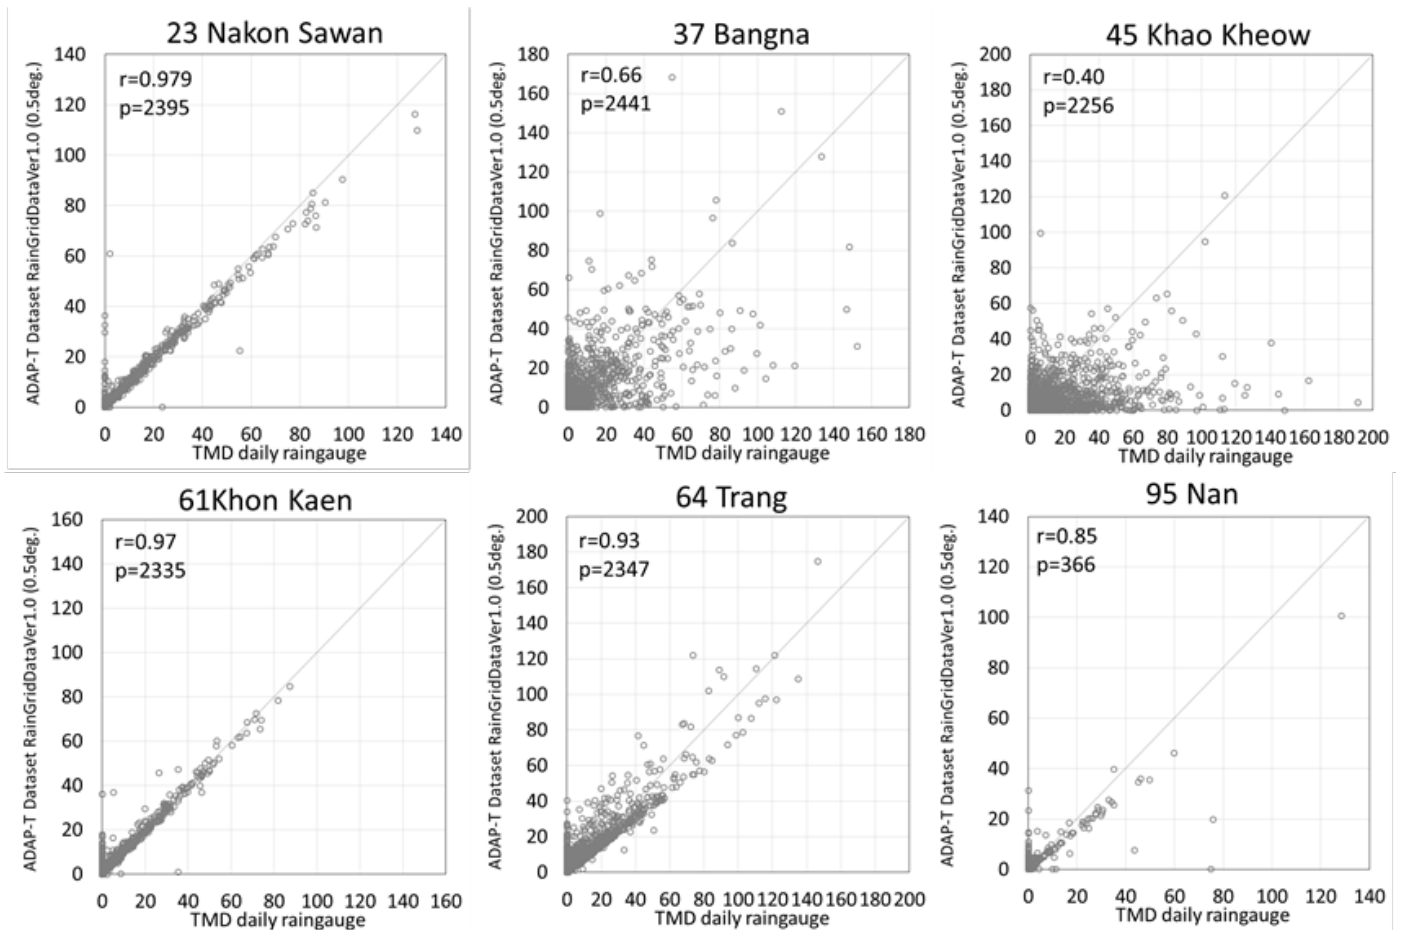 23 Nakon Sawan
ADAP-T Dataset RainGridDataVer1.0 (0.5deg.)
140
120
100
80
60
40
20
0
r=0.979
p=2395
0 20 40 60 80 100 120 140
TMD daily raingauge
37 Bangna
ADAP-T Dataset RainGridDataVer1.0 (0.5deg.)
180
160
140
120
100
80
60
40
20
0
r=0.66
p=2441
0 20 40 60 80 100 120 140 160 180
TMD daily raingauge
45 Khao Kheow
ADAP-T Dataset RainGridDataVer1.0 (0.5deg.)
200
180
160
140
120
100
80
60
40
20
0
r=0.40
p=2256
0 20 40 60 80 100 120 140 160 180 200
TMD daily raingauge
61Khon Kaen
ADAP-T Dataset RainGridDataVer1.0 (0.5deg.)
160
140
120
100
80
60
40
20
0
r=0.97
p=2335
0 20 40 60 80 100 120 140 160
TMD daily raingauge
64 Trang
ADAP-T Dataset RainGridDataVer1.0 (0.5deg.)
200
180
160
140
120
100
80
60
40
20
0
r=0.93
p=2347
0 20 40 60 80 100 120 140 160 180 200
TMD daily raingauge
95 Nan
ADAP-T Dataset RainGridDataVer1.0 (0.5deg.)
140
120
100
80
60
40
20
0
r=0.85
p=366
0 20 40 60 80 100 120 140
TMD daily raingauge